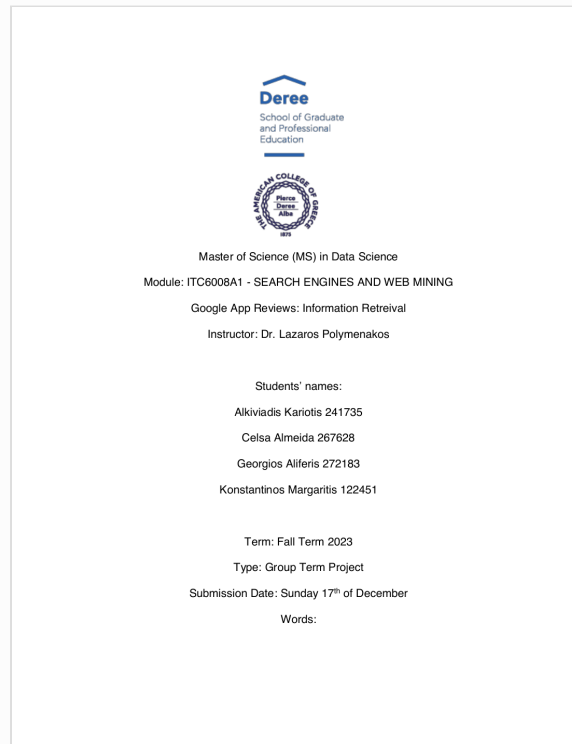 Deree
School of Graduate
and Professional
Education
THE AMERICAN COLLEGE OF GREECE
Pierce
Deree
Alba
1875
Master of Science (MS) in Data Science
Module: ITC6008A1 - SEARCH ENGINES AND WEB MINING
Google App Reviews: Information Retreival
Instructor: Dr. Lazaros Polymenakos
Students’ names:
Alkiviadis Kariotis 241735
Celsa Almeida 267628
Georgios Aliferis 272183
Konstantinos Margaritis 122451
Term: Fall Term 2023
Type: Group Term Project
Submission Date: Sunday 17th of December
Words: